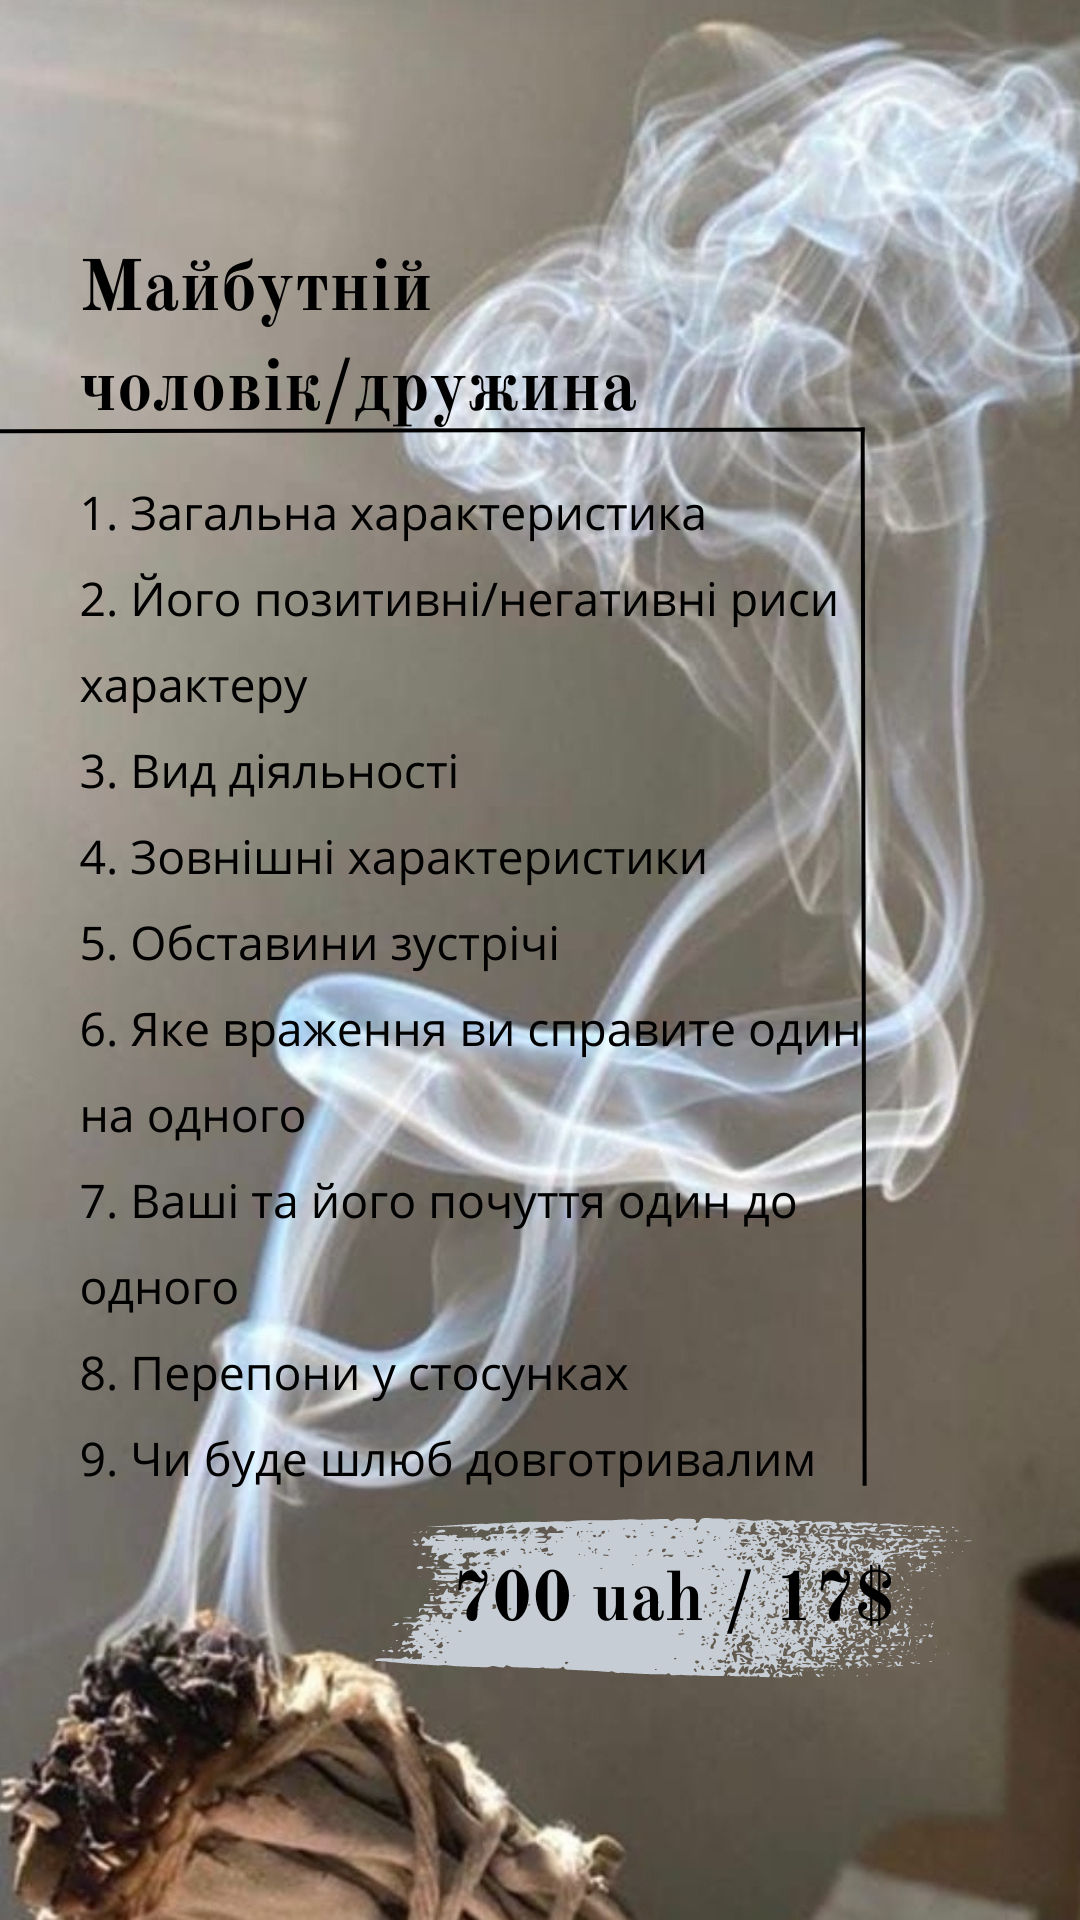 Майбутній
чоловік/дружина
1. Загальна характеристика
2. Його позитивні/негативні риси
характеру
3. Вид діяльності
4. Зовнішні характеристики
5. Обставини зустрічі
6. Яке враження ви справите один
на одного
7. Ваші та його почуття один до
одного
8. Перепони у стосунках
9. Чи буде шлюб довготривалим
700 uah / 17$